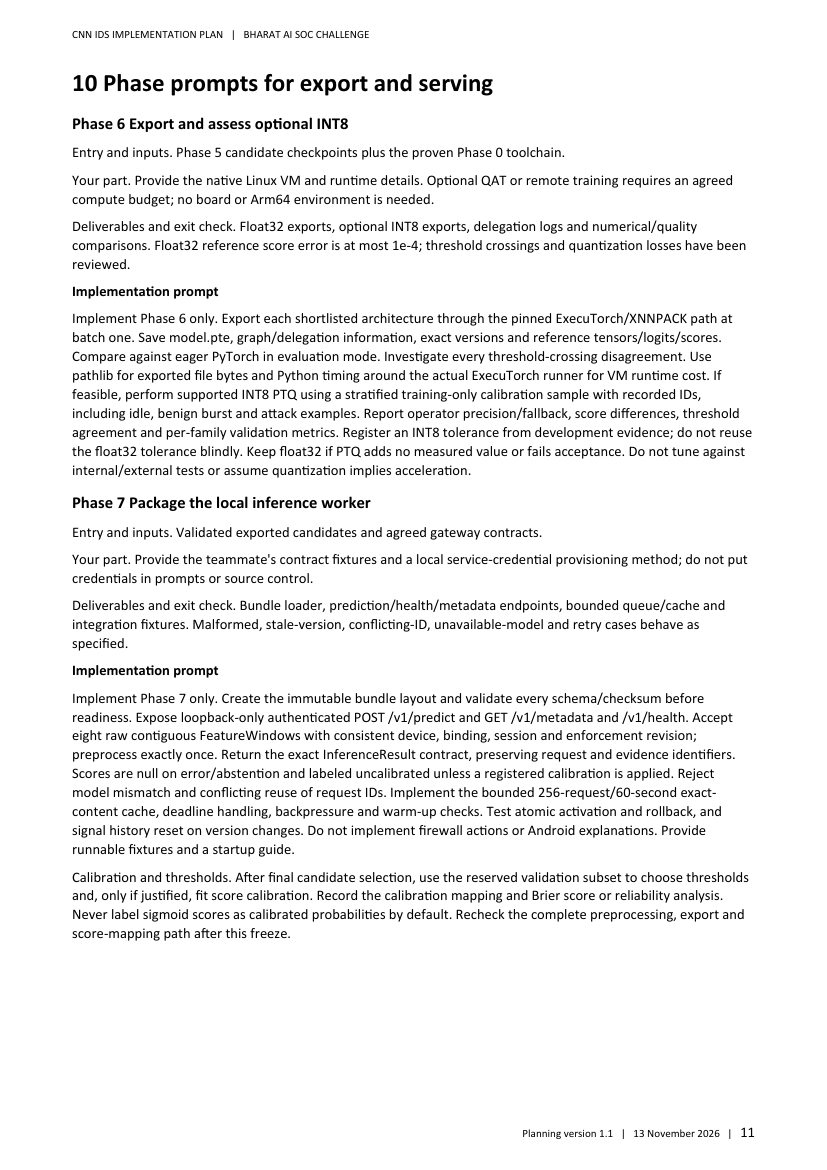 CNN IDS IMPLEMENTATION PLAN | BHARAT AI SOC CHALLENGE
10 Phase prompts for export and serving
Phase 6 Export and assess optional INT8
Entry and inputs. Phase 5 candidate checkpoints plus the proven Phase 0 toolchain.
Your part. Provide the native Linux VM and runtime details. Optional QAT or remote training requires an agreed
compute budget; no board or Arm64 environment is needed.
Deliverables and exit check. Float32 exports, optional INT8 exports, delegation logs and numerical/quality
comparisons. Float32 reference score error is at most 1e-4; threshold crossings and quantization losses have been
reviewed.
Implementation prompt
Implement Phase 6 only. Export each shortlisted architecture through the pinned ExecuTorch/XNNPACK path at
batch one. Save model.pte, graph/delegation information, exact versions and reference tensors/logits/scores.
Compare against eager PyTorch in evaluation mode. Investigate every threshold-crossing disagreement. Use
pathlib for exported file bytes and Python timing around the actual ExecuTorch runner for VM runtime cost. If
feasible, perform supported INT8 PTQ using a stratified training-only calibration sample with recorded IDs,
including idle, benign burst and attack examples. Report operator precision/fallback, score differences, threshold
agreement and per-family validation metrics. Register an INT8 tolerance from development evidence; do not reuse
the float32 tolerance blindly. Keep float32 if PTQ adds no measured value or fails acceptance. Do not tune against
internal/external tests or assume quantization implies acceleration.
Phase 7 Package the local inference worker
Entry and inputs. Validated exported candidates and agreed gateway contracts.
Your part. Provide the teammate's contract fixtures and a local service-credential provisioning method; do not put
credentials in prompts or source control.
Deliverables and exit check. Bundle loader, prediction/health/metadata endpoints, bounded queue/cache and
integration fixtures. Malformed, stale-version, conflicting-ID, unavailable-model and retry cases behave as
specified.
Implementation prompt
Implement Phase 7 only. Create the immutable bundle layout and validate every schema/checksum before
readiness. Expose loopback-only authenticated POST /v1/predict and GET /v1/metadata and /v1/health. Accept
eight raw contiguous FeatureWindows with consistent device, binding, session and enforcement revision;
preprocess exactly once. Return the exact InferenceResult contract, preserving request and evidence identifiers.
Scores are null on error/abstention and labeled uncalibrated unless a registered calibration is applied. Reject
model mismatch and conflicting reuse of request IDs. Implement the bounded 256-request/60-second exact-
content cache, deadline handling, backpressure and warm-up checks. Test atomic activation and rollback, and
signal history reset on version changes. Do not implement firewall actions or Android explanations. Provide
runnable fixtures and a startup guide.
Calibration and thresholds. After final candidate selection, use the reserved validation subset to choose thresholds
and, only if justified, fit score calibration. Record the calibration mapping and Brier score or reliability analysis.
Never label sigmoid scores as calibrated probabilities by default. Recheck the complete preprocessing, export and
score-mapping path after this freeze.
Planning version 1.1 | 13 November 2026 | 11